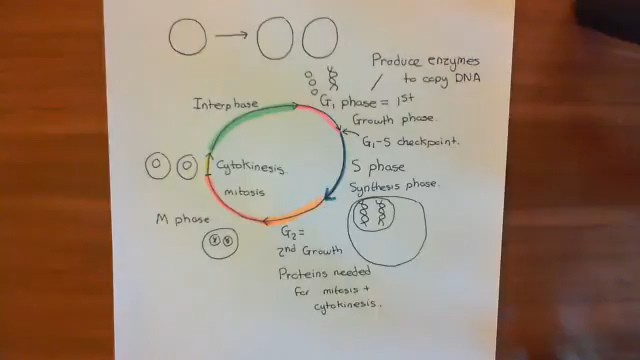 Produce enzymes
to copy DNA
Interphase
G1 phase = 1st
Growth phase.
G1-S checkpoint.
Cytokinesis.
S phase
mitosis
Synthesis phase.
M phase
G2 =
2nd Growth
Proteins needed
for mitosis +
cytokinesis.